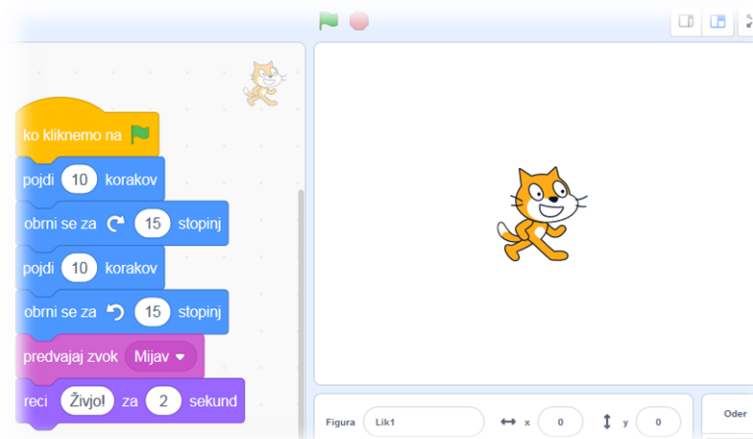 ko kliknemo na
pojdi 10 korakov
obrni se za 15 stopinj
pojdi 10 korakov
obrni se za 15 stopinj
predvajaj zvok Mijav
reci Živjo! za 2 sekund
Figura Lik1 x 0 y 0
Oder